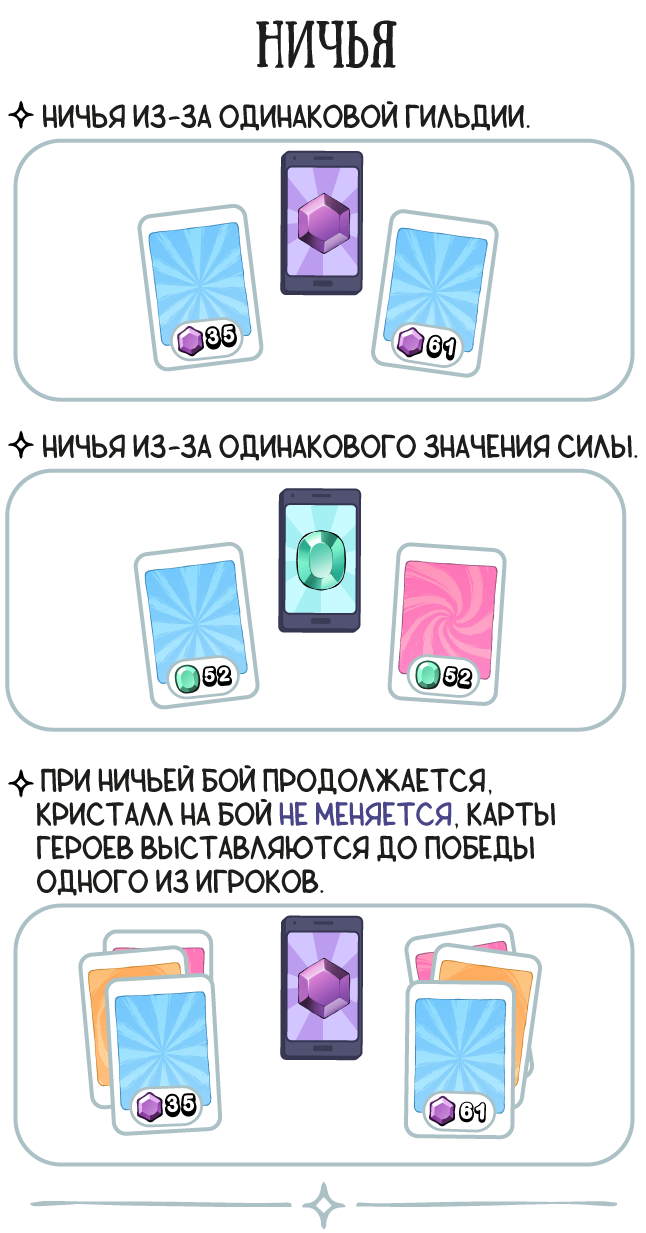 НИЧЬЯ
НИЧЬЯ ИЗ-ЗА ОДИНАКОВОЙ ГИЛЬДИИ.
35
61
НИЧЬЯ ИЗ-ЗА ОДИНАКОВОГО ЗНАЧЕНИЯ СИЛЫ.
52
52
ПРИ НИЧЬЕЙ БОЙ ПРОДОЛЖАЕТСЯ,
КРИСТАЛЛ НА БОЙ НЕ МЕНЯЕТСЯ, КАРТЫ
ГЕРОЕВ ВЫСТАВЛЯЮТСЯ ДО ПОБЕДЫ
ОДНОГО ИЗ ИГРОКОВ.
35
61